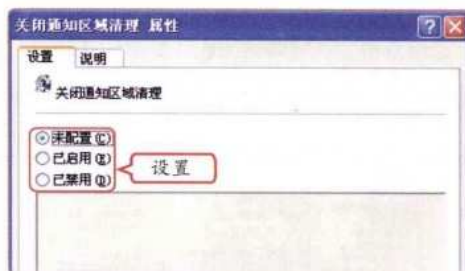 关闭通知区域清理 属性
设置 说明
关闭通知区域清理
未配置(C)
已启用(E)
已禁用(D)
设置